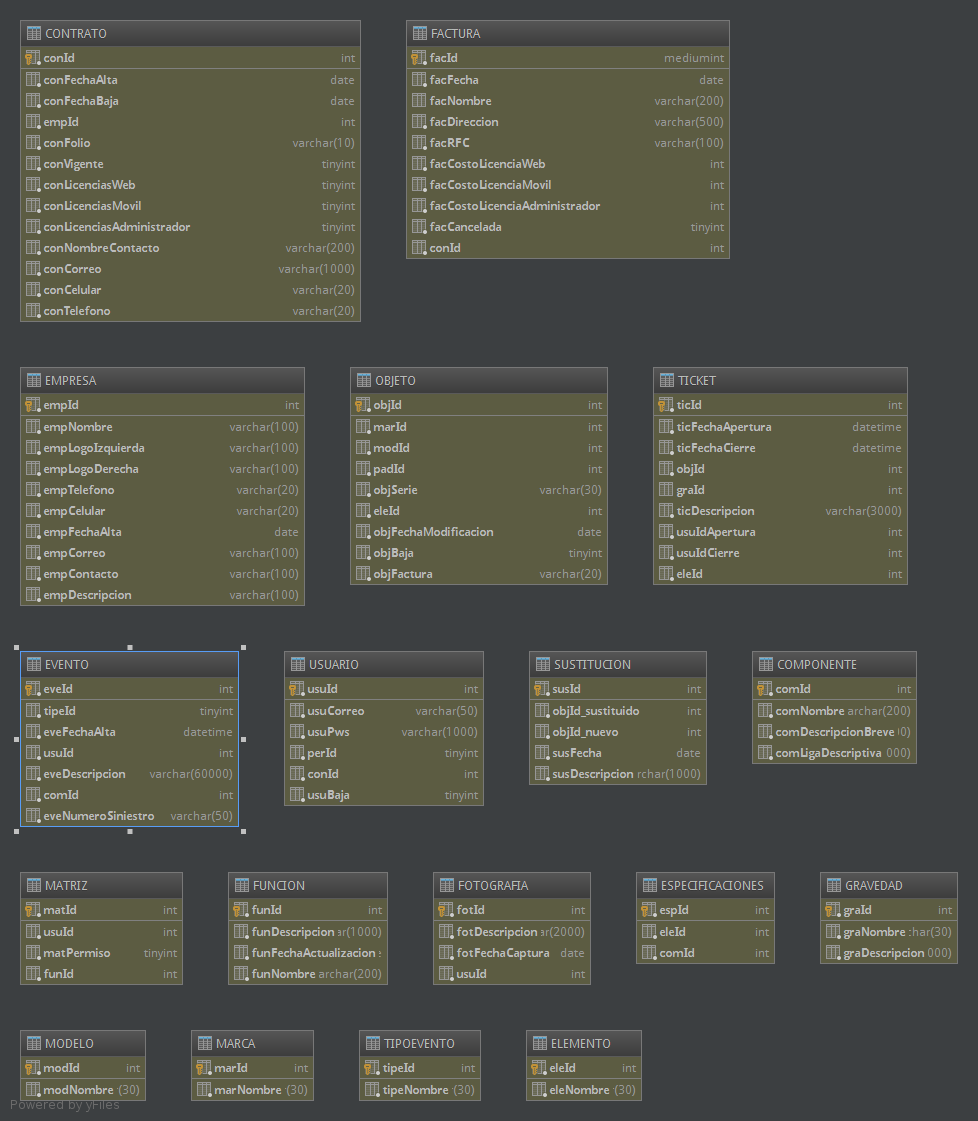 CONTRATO
conId int
conFechaAlta date
conFechaBaja date
empId int
conFolio varchar(10)
conVigente tinyint
conLicenciasWeb tinyint
conLicenciasMovil tinyint
conLicenciasAdministrador tinyint
conNombreContacto varchar(200)
conCorreo varchar(1000)
conCelular varchar(20)
conTelefono varchar(20)
FACTURA
facId mediumint
facFecha date
facNombre varchar(200)
facDireccion varchar(500)
facRFC varchar(100)
facCostoLicenciaWeb int
facCostoLicenciaMovil int
facCostoLicenciaAdministrador int
facCancelada tinyint
conId int
EMPRESA
empId int
empNombre varchar(100)
empLogoIzquierda varchar(100)
empLogoDerecha varchar(100)
empTelefono varchar(20)
empCelular varchar(20)
empFechaAlta date
empCorreo varchar(100)
empContacto varchar(100)
empDescripcion varchar(100)
OBJETO
objId int
marId int
modId int
padId int
objSerie varchar(30)
eleId int
objFechaModificacion date
objBaja tinyint
objFactura varchar(20)
TICKET
ticId int
ticFechaApertura datetime
ticFechaCierre datetime
objId int
graId int
ticDescripcion varchar(3000)
usuIdApertura int
usuIdCierre int
eleId int
EVENTO
eveId int
tipeId tinyint
eveFechaAlta datetime
usuId int
eveDescripcion varchar(60000)
comId int
eveNumeroSiniestro varchar(50)
USUARIO
usuId int
usuCorreo varchar(50)
usuPws varchar(1000)
perId tinyint
conId int
usuBaja tinyint
SUSTITUCION
susId int
objId_sustituido int
objId_nuevo int
susFecha date
susDescripcion rchar(1000)
COMPONENTE
comId int
comNombre archar(200)
comDescripcionBreve 0)
comLigaDescriptiva 000)
MATRIZ
matId int
usuId int
matPermiso tinyint
funId int
FUNCION
funId int
funDescripcion ar(1000)
funFechaActualizacion
funNombre archar(200)
FOTOGRAFIA
fotId int
fotDescripcion ar(2000)
fotFechaCaptura date
usuId int
ESPECIFICACIONES
espId int
eleId int
comId int
GRAVEDAD
graId int
graNombre har(30)
graDescripcion 000)
MODELO
modId int
modNombre (30)
MARCA
marId int
marNombre (30)
TIPOEVENTO
tipeId int
tipeNombre (30)
ELEMENTO
eleId int
eleNombre (30)
Powered by yFiles